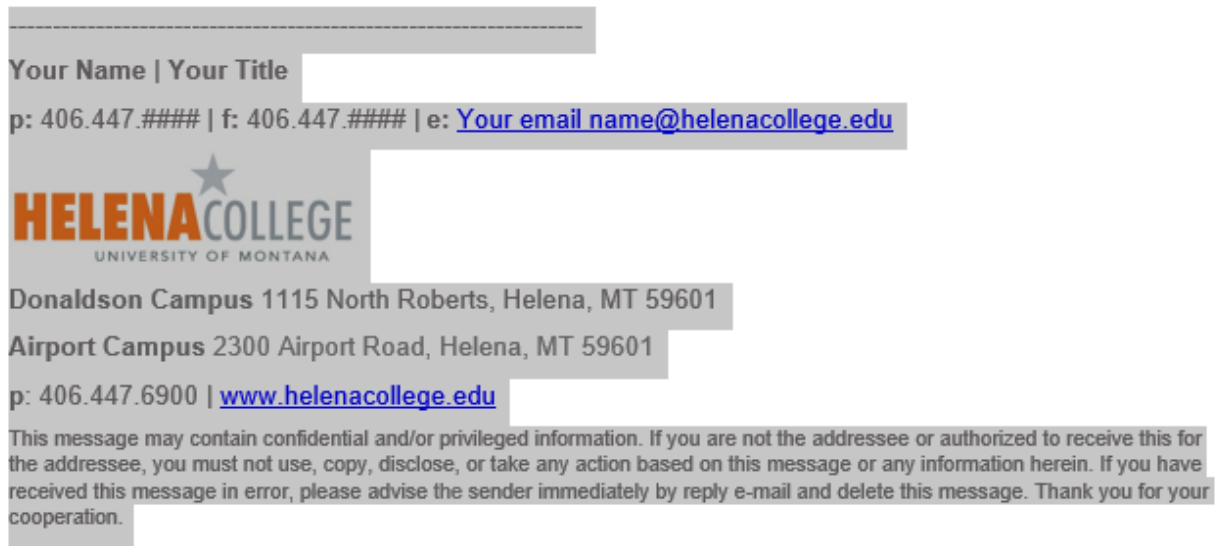 -----------------------------------------------------------------
Your Name | Your Title
p: 406.447.#### | f: 406.447.#### | e: Your email name@helenacollege.edu
HELENACOLLEGE
UNIVERSITY OF MONTANA
Donaldson Campus 1115 North Roberts, Helena, MT 59601
Airport Campus 2300 Airport Road, Helena, MT 59601
p: 406.447.6900 | www.helenacollege.edu
This message may contain confidential and/or privileged information. If you are not the addressee or authorized to receive this for
the addressee, you must not use, copy, disclose, or take any action based on this message or any information herein. If you have
received this message in error, please advise the sender immediately by reply e-mail and delete this message. Thank you for your
cooperation.